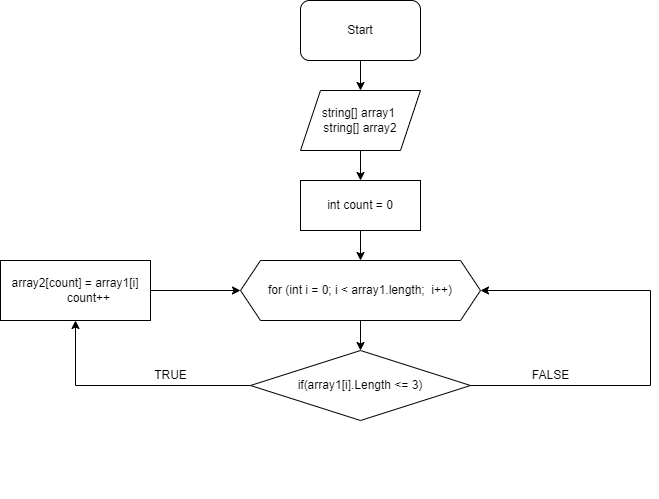 Start
string[] array1
string[] array2
int count = 0
array2[count] = array1[i]
count++
for (int i = 0; i < array1.length;  i++)
TRUE
if(array1[i].Length <= 3)
FALSE